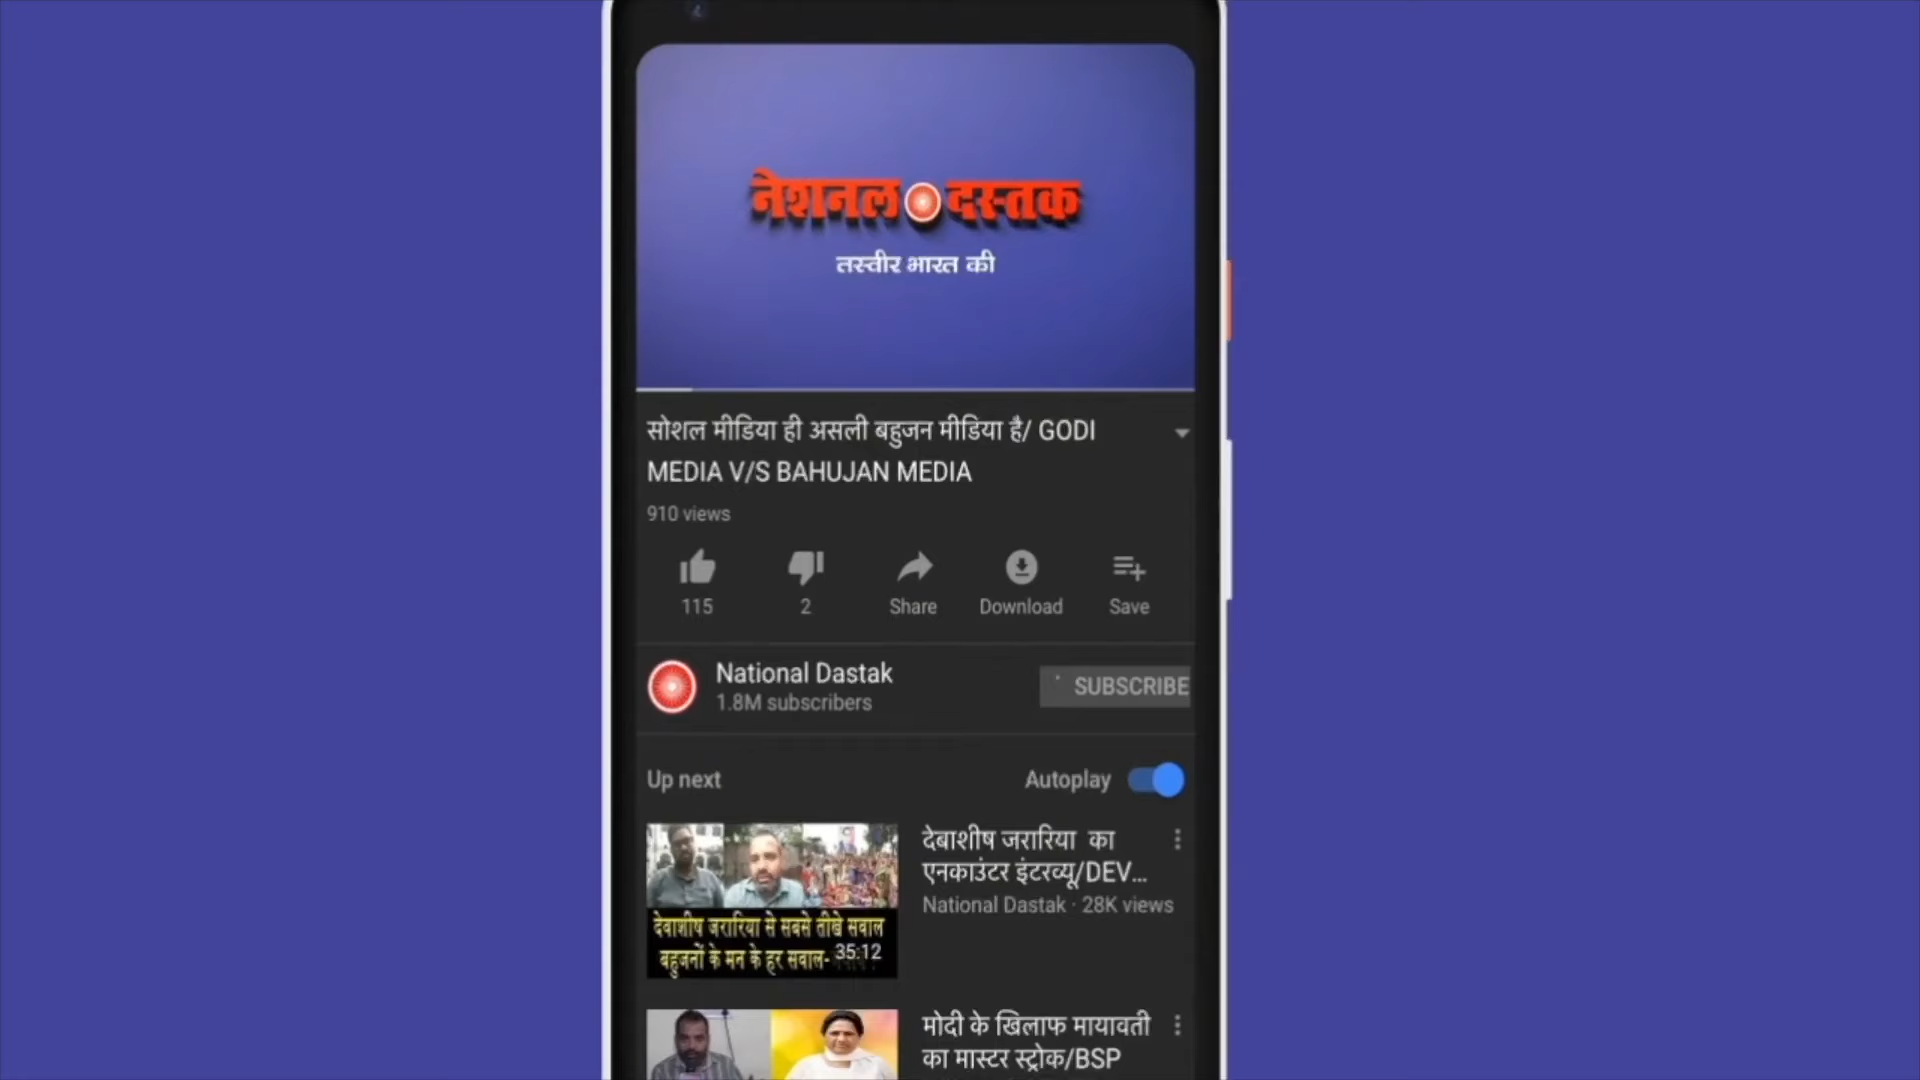 नेशनल दस्तक
तस्वीर भारत की
सोशल मीडिया ही असली बहुजन मीडिया है/ GODI
MEDIA V/S BAHUJAN MEDIA
910 views
115
2
Share
Download
Save
National Dastak
1.8M subscribers
SUBSCRIBE
Up next
Autoplay
देबाशीष जरारिया का
एनकाउंटर इंटरव्यू/DEV...
National Dastak · 28K views
देवाशीष जरारिया से सबसे तीखे सवाल
बहुजनों के मन के हर सवाल-
35:12
मोदी के खिलाफ मायावती
का मास्टर स्ट्रोक/BSP